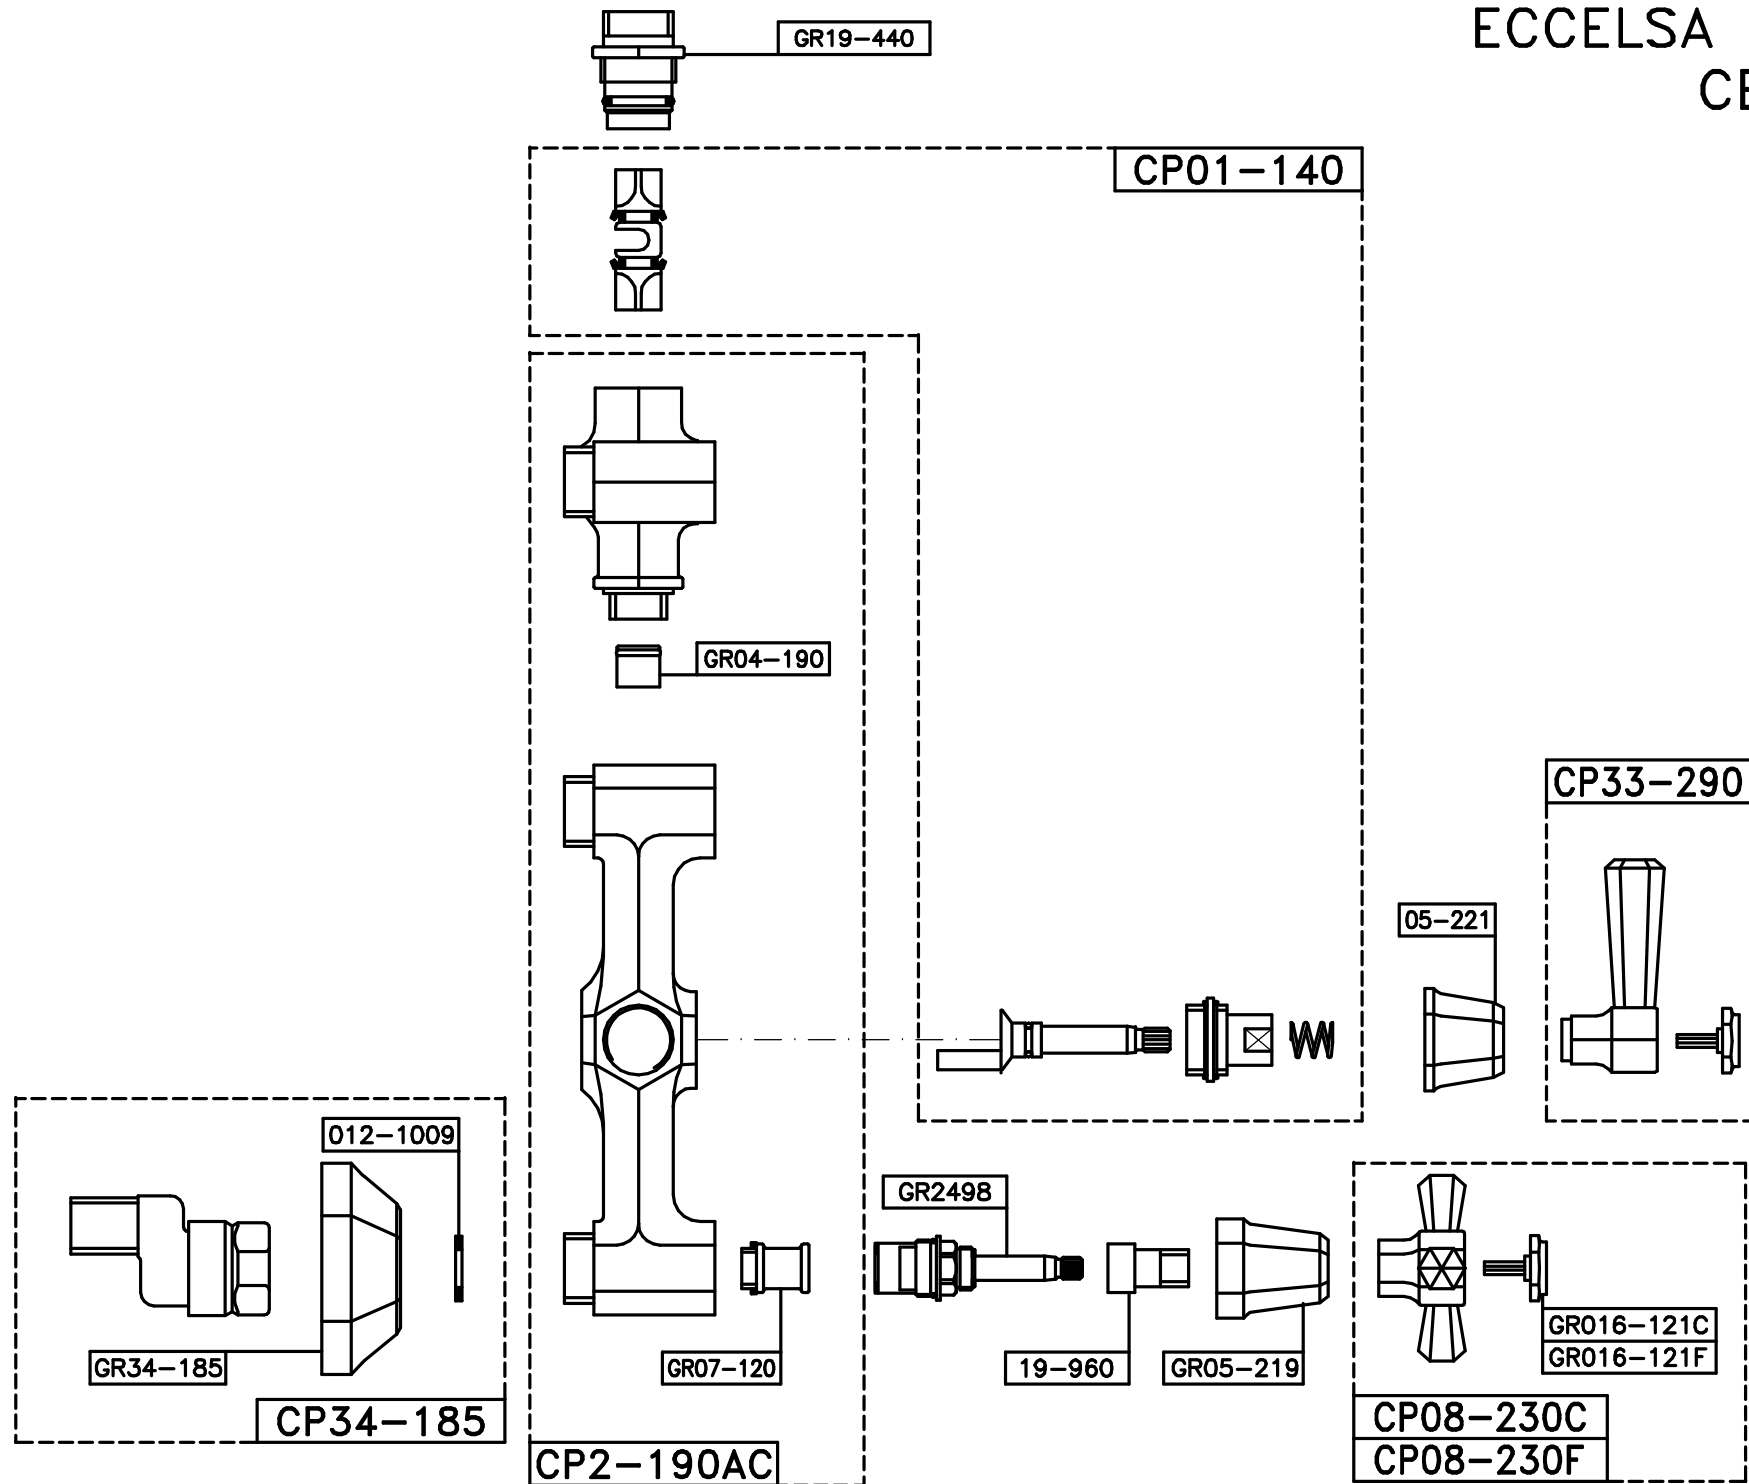 ECCELSA
GR19-440
CP01-140
GR04-190
CP33-290
05-221
012-1009
GR2498
GR016-121C
GR016-121F
GR34-185
GR07-120
19-960
GR05-219
CP34-185
CP08-230C
CP08-230F
CP2-190AC